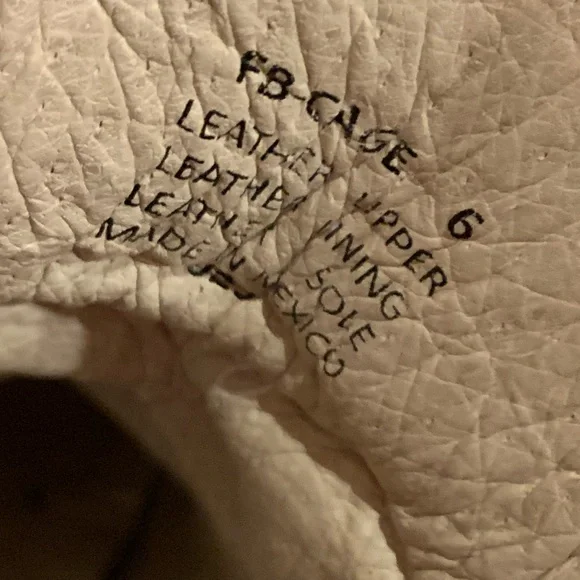 FB-CAGE 6
LEATHER UPPER
LEATHER LINING
LEATHER SOLE
MADE IN MEXICO